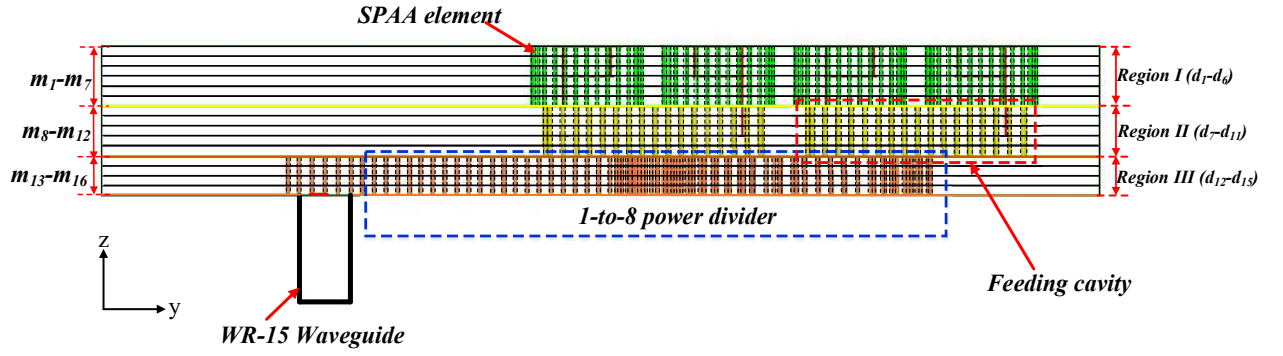 SPAA element
m1-m7
Region I (d1-d6)
m8-m12
Region II (d7-d11)
m13-m16
Region III (d12-d15)
1-to-8 power divider
z
y
Feeding cavity
WR-15 Waveguide